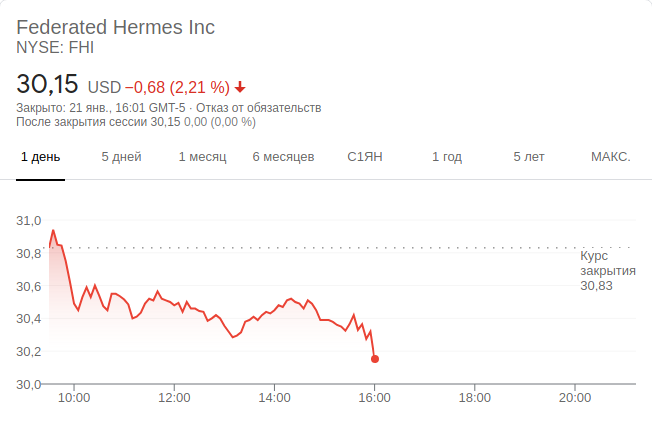 Federated Hermes Inc
NYSE: FHI
30,15 USD −0,68 (2,21 %)
Закрыто: 21 янв., 16:01 GMT-5 · Отказ от обязательств
После закрытия сессии 30,15 0,00 (0,00 %)
1 день 5 дней 1 месяц 6 месяцев С1ЯН 1 год 5 лет МАКС.
31,0
30,8
Курс
закрытия
30,83
30,6
30,4
30,2
30,0
10:00 12:00 14:00 16:00 18:00 20:00